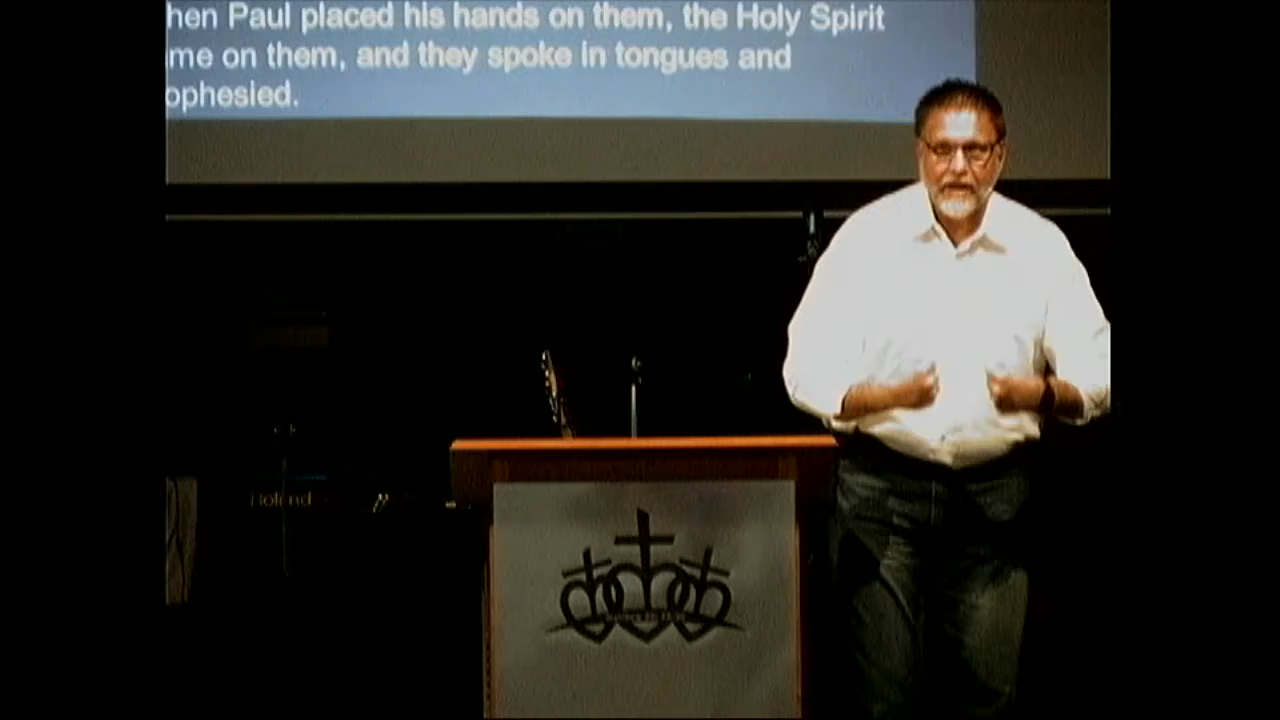 hen Paul placed his hands on them, the Holy Spirit
me on them, and they spoke in tongues and
ophesied.
Roland